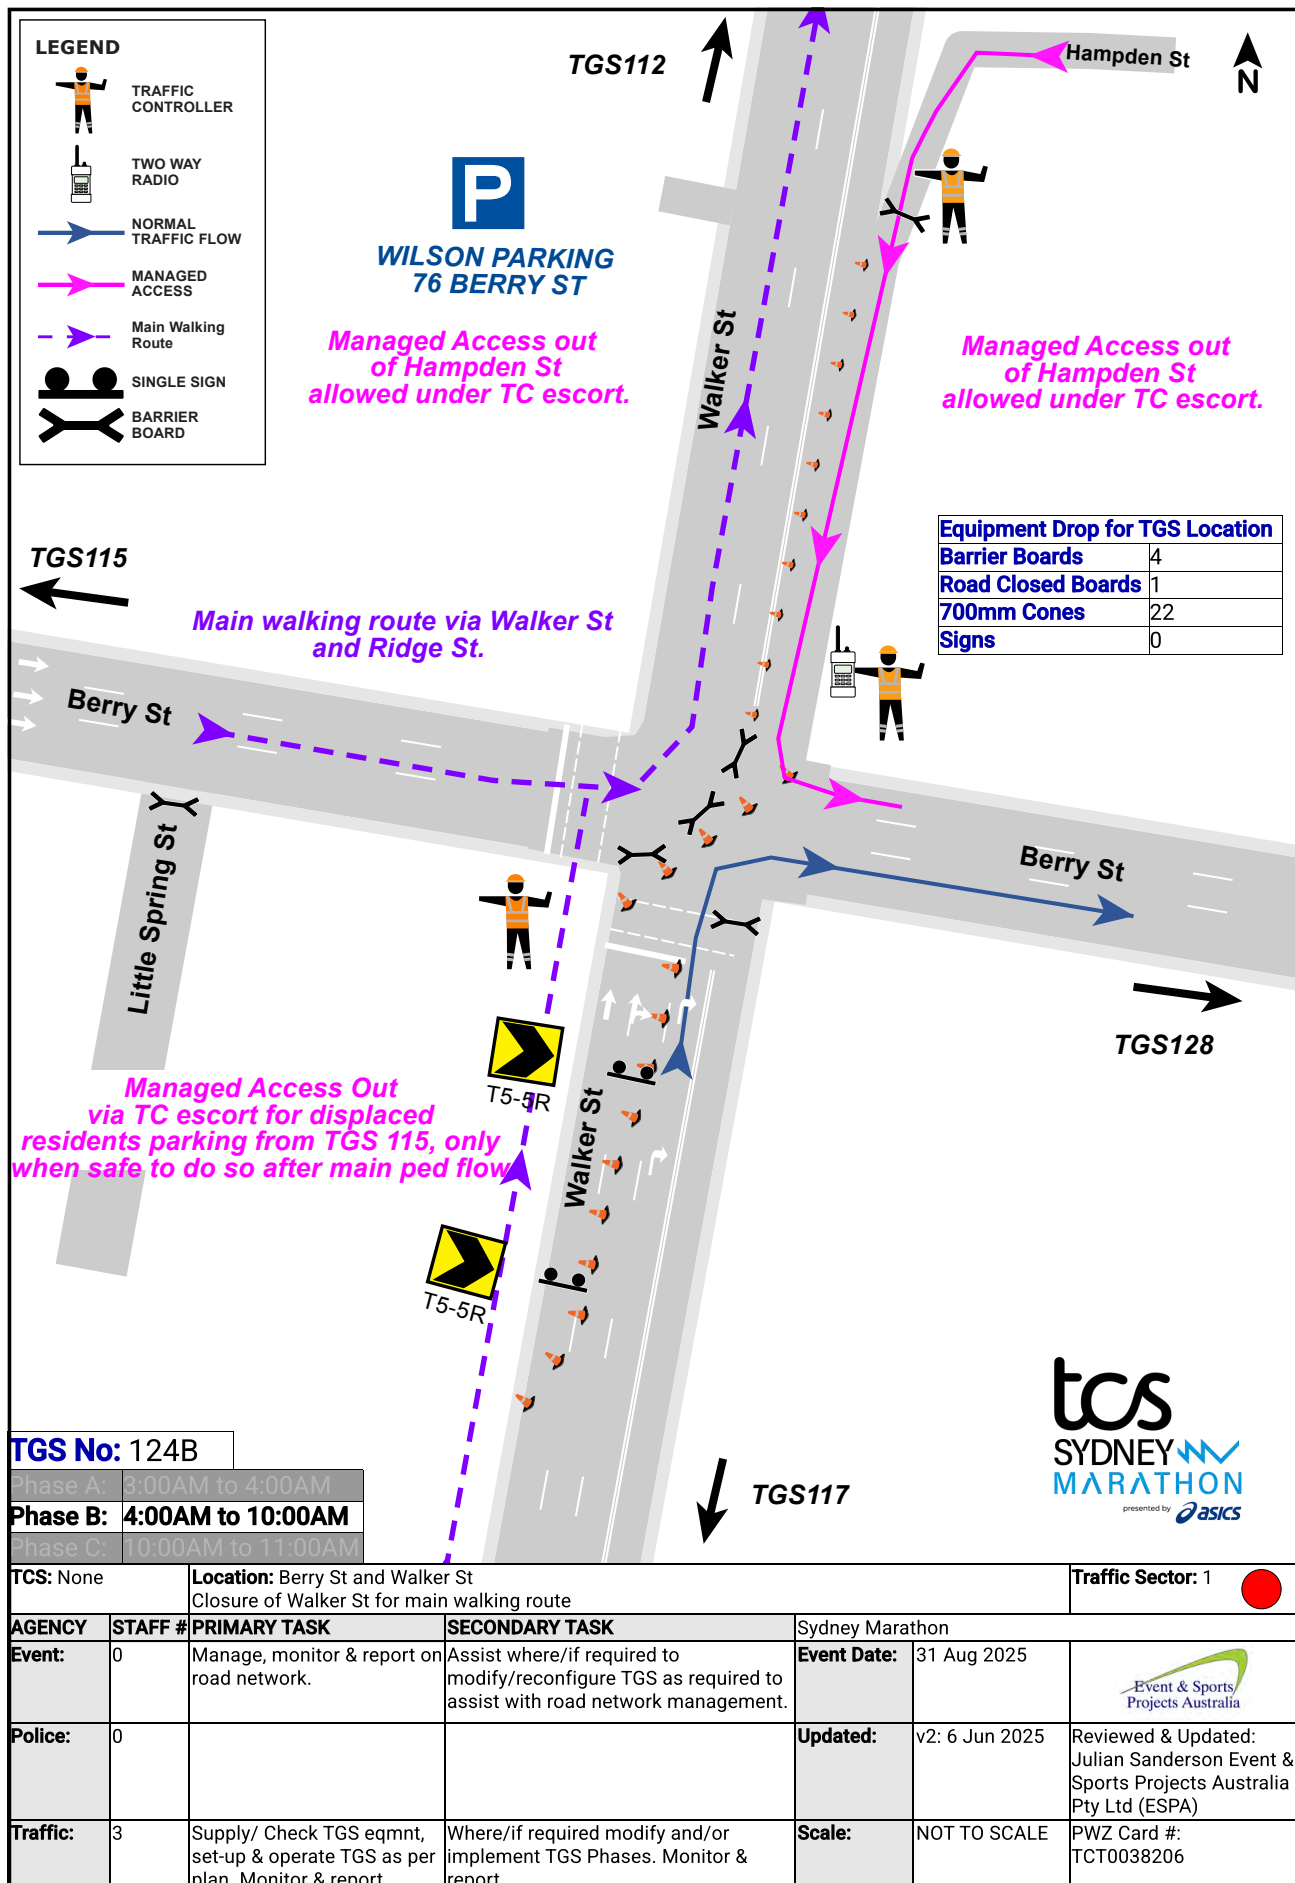 LEGEND
TRAFFIC
CONTROLLER
TWO WAY
RADIO
NORMAL
TRAFFIC FLOW
MANAGED
ACCESS
Main Walking
Route
SINGLE SIGN
BARRIER
BOARD
TGS112
Hampden St
N
P
WILSON PARKING
76 BERRY ST
Managed Access out
of Hampden St
allowed under TC escort.
Walker St
Managed Access out
of Hampden St
allowed under TC escort.
Equipment Drop for TGS Location
Barrier Boards 4
Road Closed Boards 1
700mm Cones 22
Signs 0
TGS115
Main walking route via Walker St
and Ridge St.
Berry St
Berry St
Little Spring St
TGS128
T5-5R
Managed Access Out
via TC escort for displaced
residents parking from TGS 115, only
when safe to do so after main ped flow
Walker St
T5-5R
TGS117
tcs
SYDNEY
MARATHON
presented by asics
TGS No: 124B
Phase A: 3:00AM to 4:00AM
Phase B: 4:00AM to 10:00AM
Phase C: 10:00AM to 11:00AM
TCS: None
Location: Berry St and Walker St
Closure of Walker St for main walking route
Traffic Sector: 1
AGENCY STAFF # PRIMARY TASK SECONDARY TASK Sydney Marathon
Event: 0
Manage, monitor & report on
road network.
Assist where/if required to
modify/reconfigure TGS as required to
assist with road network management.
Event Date: 31 Aug 2025
Event & Sports
Projects Australia
Police: 0
Updated: v2: 6 Jun 2025
Reviewed & Updated:
Julian Sanderson Event &
Sports Projects Australia
Pty Ltd (ESPA)
Traffic: 3
Supply/ Check TGS eqmnt,
set-up & operate TGS as per
plan. Monitor & report
Where/if required modify and/or
implement TGS Phases. Monitor &
report
Scale: NOT TO SCALE
PWZ Card #:
TCT0038206